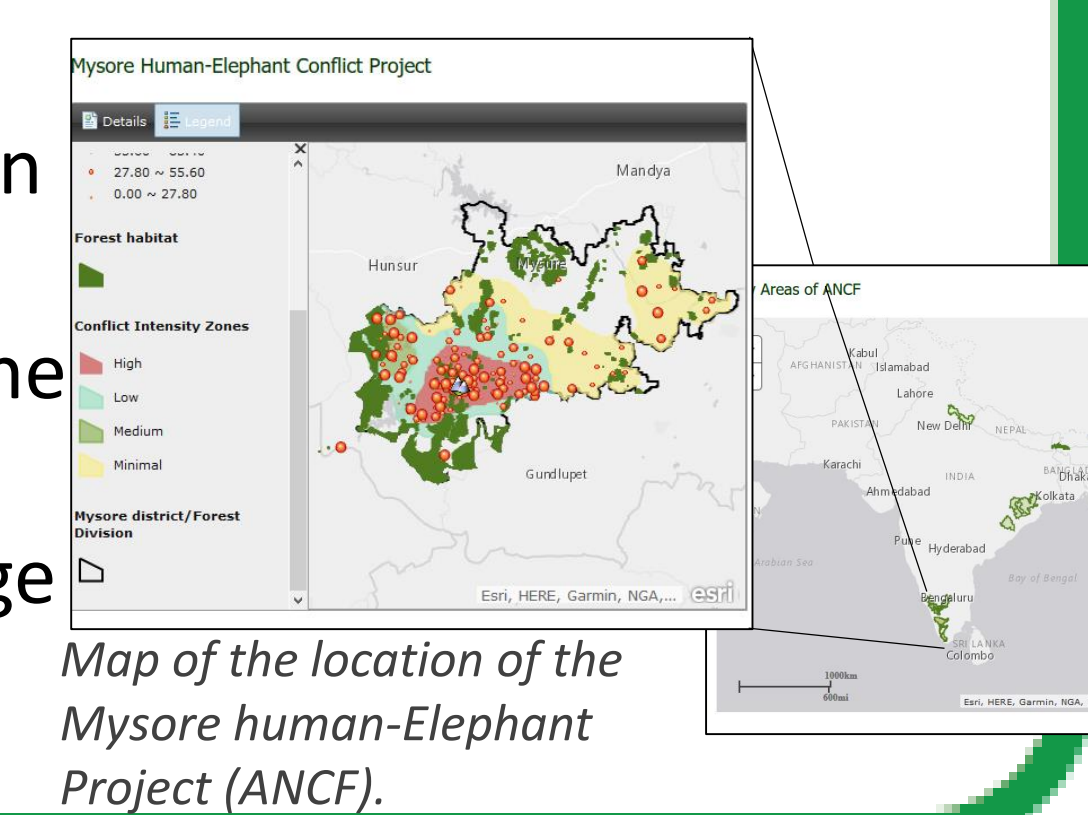 n
ne
ge
Mysore Human-Elephant Conflict Project
Details
Legend
27.80 ~ 55.60
0.00 ~ 27.80
Forest habitat
Conflict Intensity Zones
High
Low
Medium
Minimal
Mysore district/Forest
Division
Mandya
Hunsur
Mysore
Gundlupet
Esri, HERE, Garmin, NGA,...
esri
Areas of ANCF
Kabul
AFGHANISTAN
Islamabad
Lahore
PAKISTAN
New Delhi
NEPAL
Karachi
INDIA
Dhaka
Ahmedabad
Kolkata
Pune
Hyderabad
Arabian Sea
Bay of Bengal
Bengaluru
SRI LANKA
Colombo
1000km
600mi
Esri, HERE, Garmin, NGA,
Map of the location of the
Mysore human-Elephant
Project (ANCF).